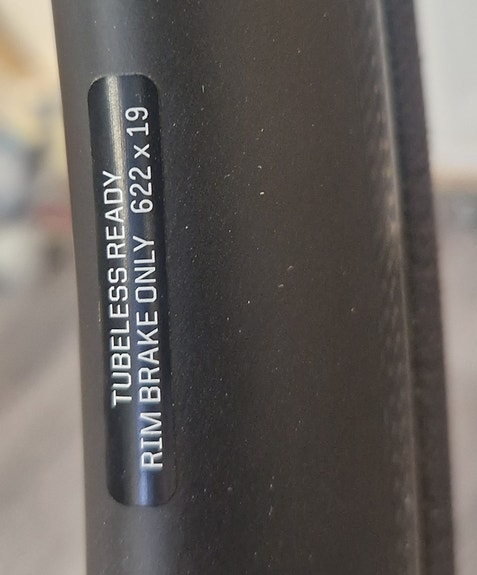 TUBELESS READY
RIM BRAKE ONLY 622 x 19